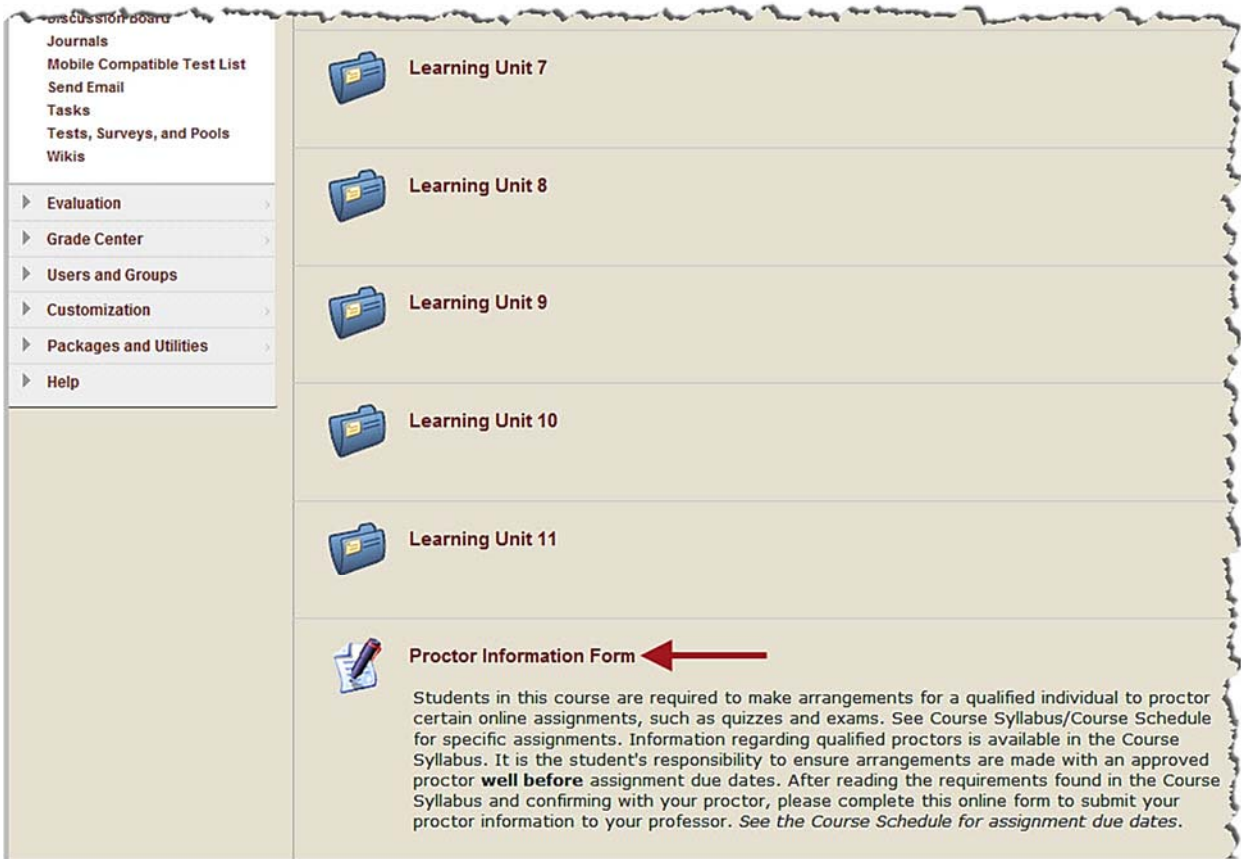 Discussion Board
Journals
Mobile Compatible Test List
Send Email
Tasks
Tests, Surveys, and Pools
Wikis
Evaluation
Grade Center
Users and Groups
Customization
Packages and Utilities
Help
Learning Unit 7
Learning Unit 8
Learning Unit 9
Learning Unit 10
Learning Unit 11
Proctor Information Form
Students in this course are required to make arrangements for a qualified individual to proctor
certain online assignments, such as quizzes and exams. See Course Syllabus/Course Schedule
for specific assignments. Information regarding qualified proctors is available in the Course
Syllabus. It is the student's responsibility to ensure arrangements are made with an approved
proctor well before assignment due dates. After reading the requirements found in the Course
Syllabus and confirming with your proctor, please complete this online form to submit your
proctor information to your professor. See the Course Schedule for assignment due dates.